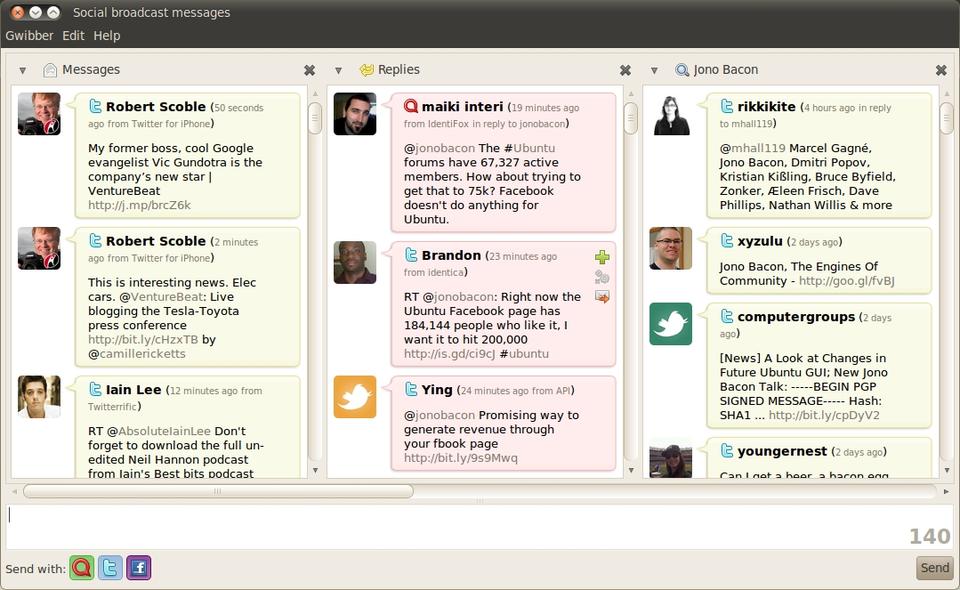 Social broadcast messages
Gwibber Edit Help
Messages
Robert Scoble (50 seconds
ago from Twitter for iPhone)
My former boss, cool Google
evangelist Vic Gundotra is the
company's new star |
VentureBeat
http://j.mp/brcZ6k
Robert Scoble (2 minutes
ago from Twitter for iPhone)
This is interesting news. Elec
cars. @VentureBeat: Live
blogging the Tesla-Toyota
press conference
http://bit.ly/cHzxTB by
@camillericketts
Iain Lee (12 minutes ago from
Twitterrific)
RT @AbsoluteIainLee Don't
forget to download the full un-
edited Neil Hannon podcast
from Iain's Best bits podcast
Replies
maiki interi (19 minutes ago
from IdentiFox in reply to jonobacon)
@jonobacon The #Ubuntu
forums have 67,327 active
members. How about trying to
get that to 75k? Facebook
doesn't do anything for
Ubuntu.
Brandon (23 minutes ago
from identica)
RT @jonobacon: Right now the
Ubuntu Facebook page has
184,144 people who like it, I
want it to hit 200,000
http://is.gd/ci9cJ #ubuntu
Ying (24 minutes ago from API)
@jonobacon Promising way to
generate revenue through
your fbook page
http://bit.ly/9s9Mwq
Jono Bacon
rikkikite (4 hours ago in reply
to mhall119)
@mhall119 Marcel Gagné,
Jono Bacon, Dmitri Popov,
Kristian Kißling, Bruce Byfield,
Zonker, Æleen Frisch, Dave
Phillips, Nathan Willis & more
xyzulu (2 days ago)
Jono Bacon, The Engines Of
Community - http://goo.gl/fvBJ
computergroups (2 days
ago)
[News] A Look at Changes in
Future Ubuntu GUI; New Jono
Bacon Talk: -----BEGIN PGP
SIGNED MESSAGE----- Hash:
SHA1 ... http://bit.ly/cpDyV2
youngernest (2 days ago)
Can I get a beer, a bacon egg
140
Send with:
Send